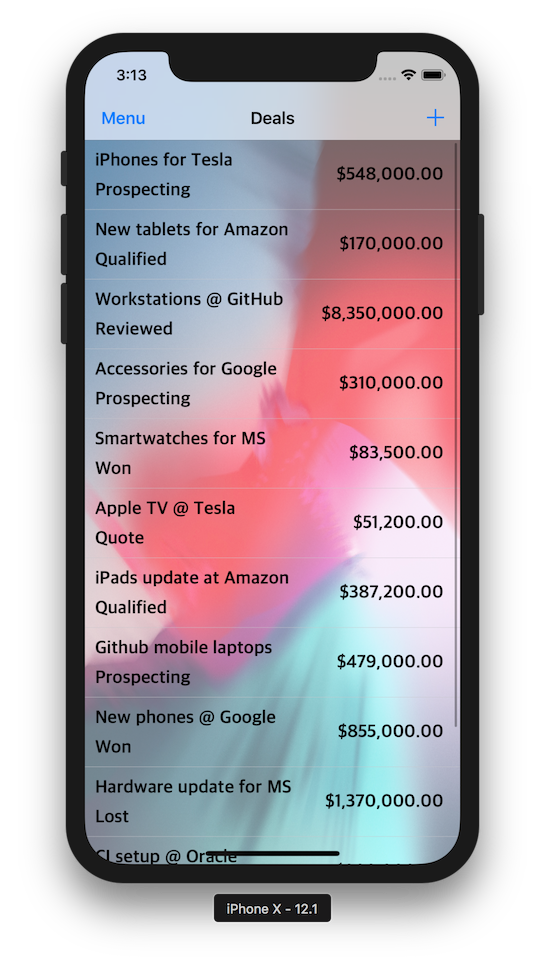 3:13
Menu Deals +
iPhones for Tesla
Prospecting
$548,000.00
New tablets for Amazon
Qualified
$170,000.00
Workstations @ GitHub
Reviewed
$8,350,000.00
Accessories for Google
Prospecting
$310,000.00
Smartwatches for MS
Won
$83,500.00
Apple TV @ Tesla
Quote
$51,200.00
iPads update at Amazon
Qualified
$387,200.00
Github mobile laptops
Prospecting
$479,000.00
New phones @ Google
Won
$855,000.00
Hardware update for MS
Lost
$1,370,000.00
CI setup @ Oracle
iPhone X - 12.1